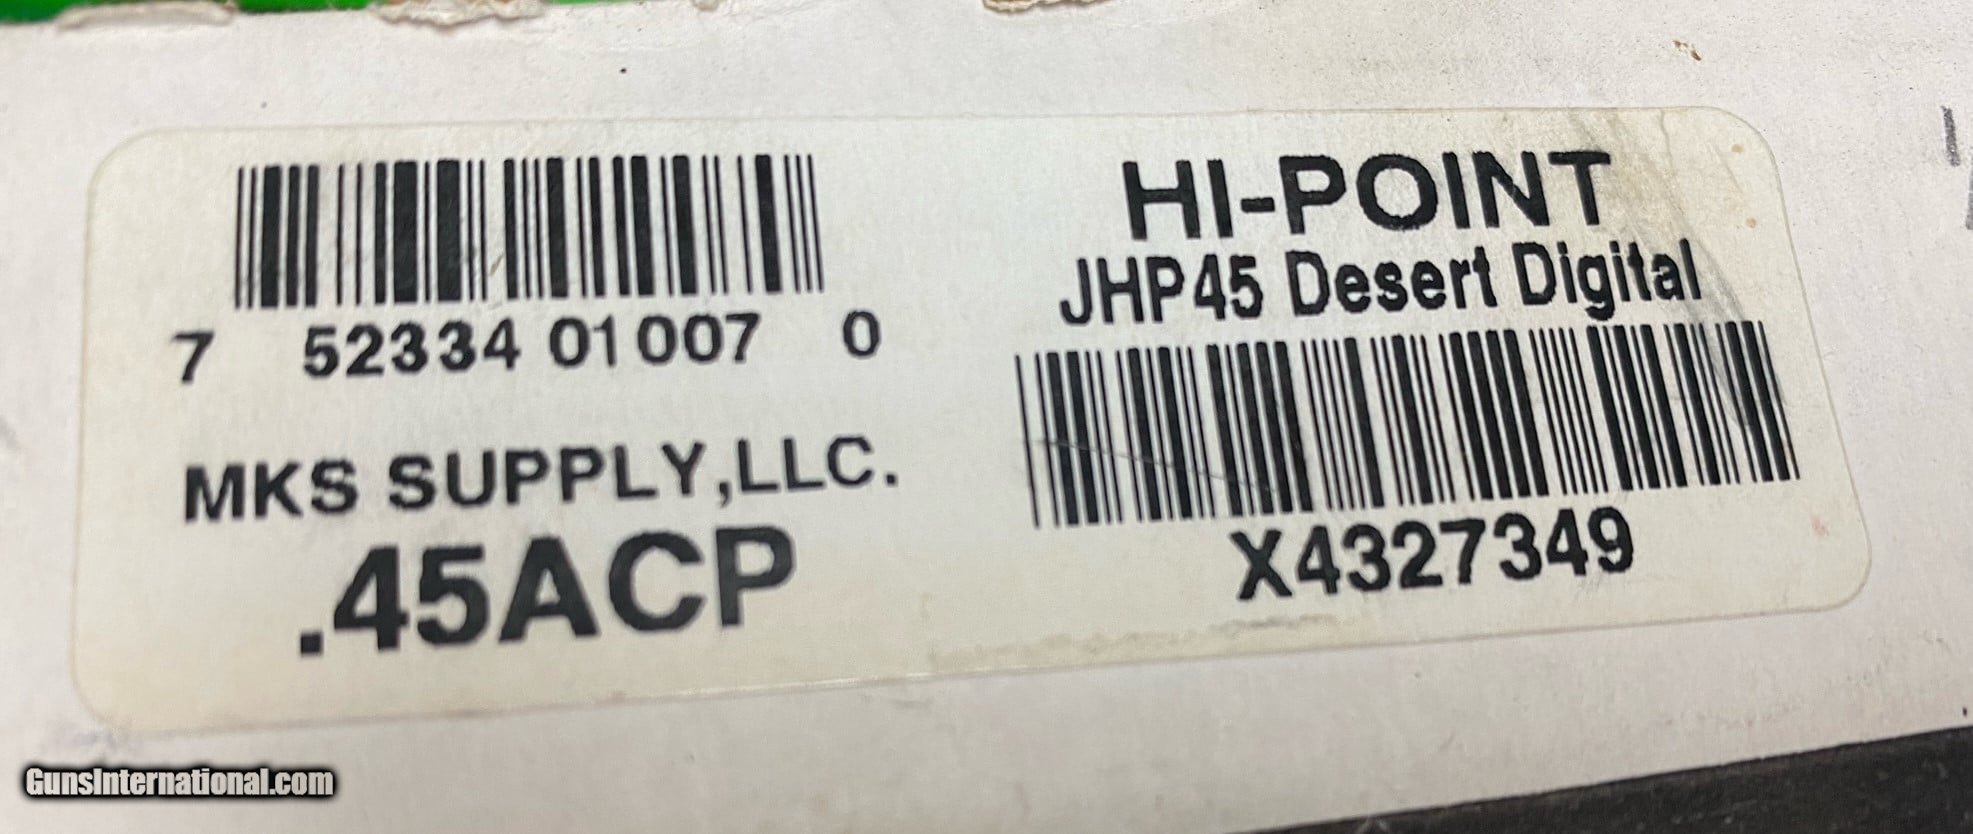 7 52334 01007 0
MKS SUPPLY,LLC.
.45ACP
HI-POINT
JHP45 Desert Digital
X4327349
GunsInternational.com